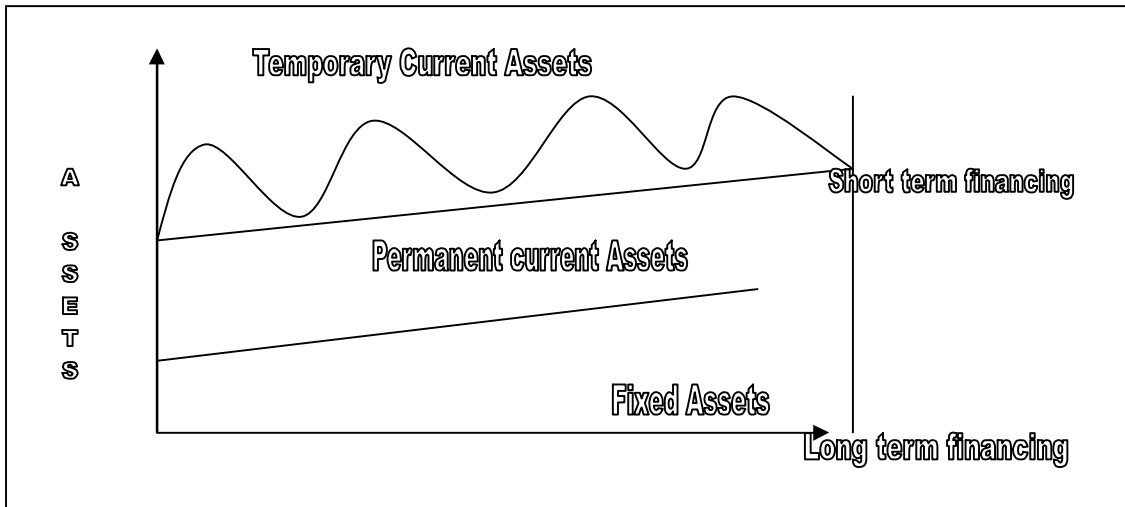 Temporary Current Assets
A
S
S
E
T
S
Short term financing
Permanent current Assets
Fixed Assets
Long term financing